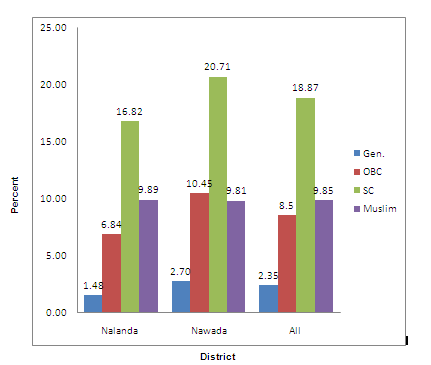 25.00
20.00
15.00
10.00
5.00
0.00
Percent
1.48
6.84
16.82
9.89
2.70
10.45
20.71
9.81
2.35
8.5
18.87
9.85
Nalanda
Nawada
All
District
Gen.
OBC
SC
Muslim